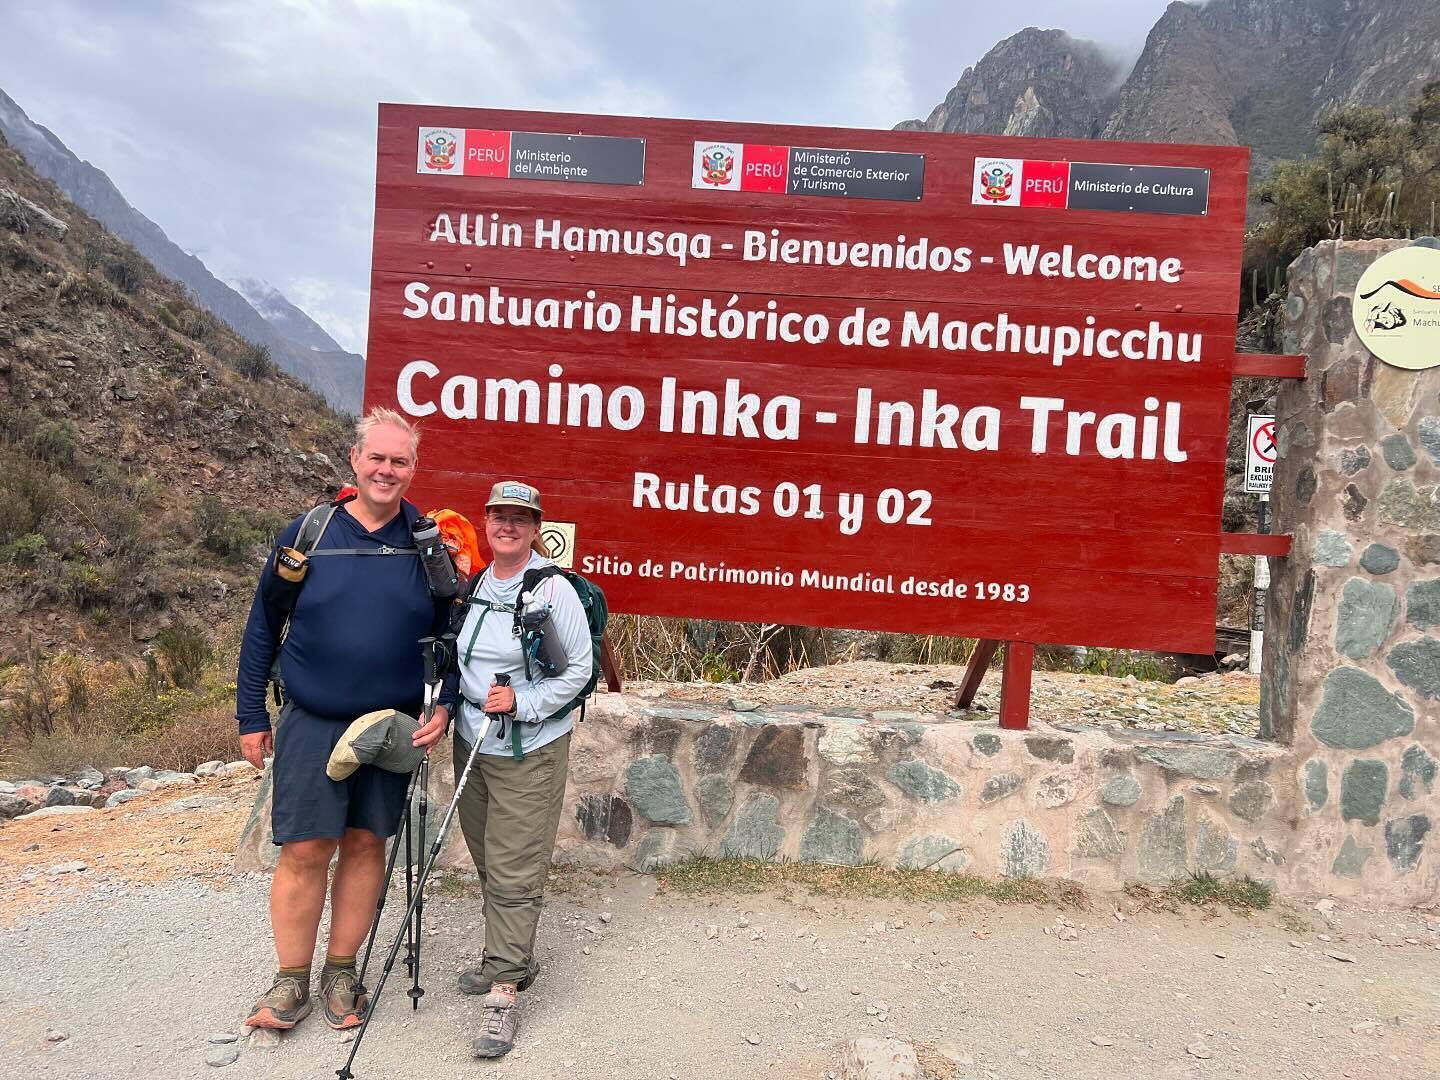 PERÚ Ministerio del Ambiente
PERÚ Ministerio de Comercio Exterior y Turismo
PERÚ Ministerio de Cultura
Allin Hamusqa - Bienvenidos - Welcome
Santuario Histórico de Machupicchu
Camino Inka - Inka Trail
Rutas 01 y 02
Sitio de Patrimonio Mundial desde 1983